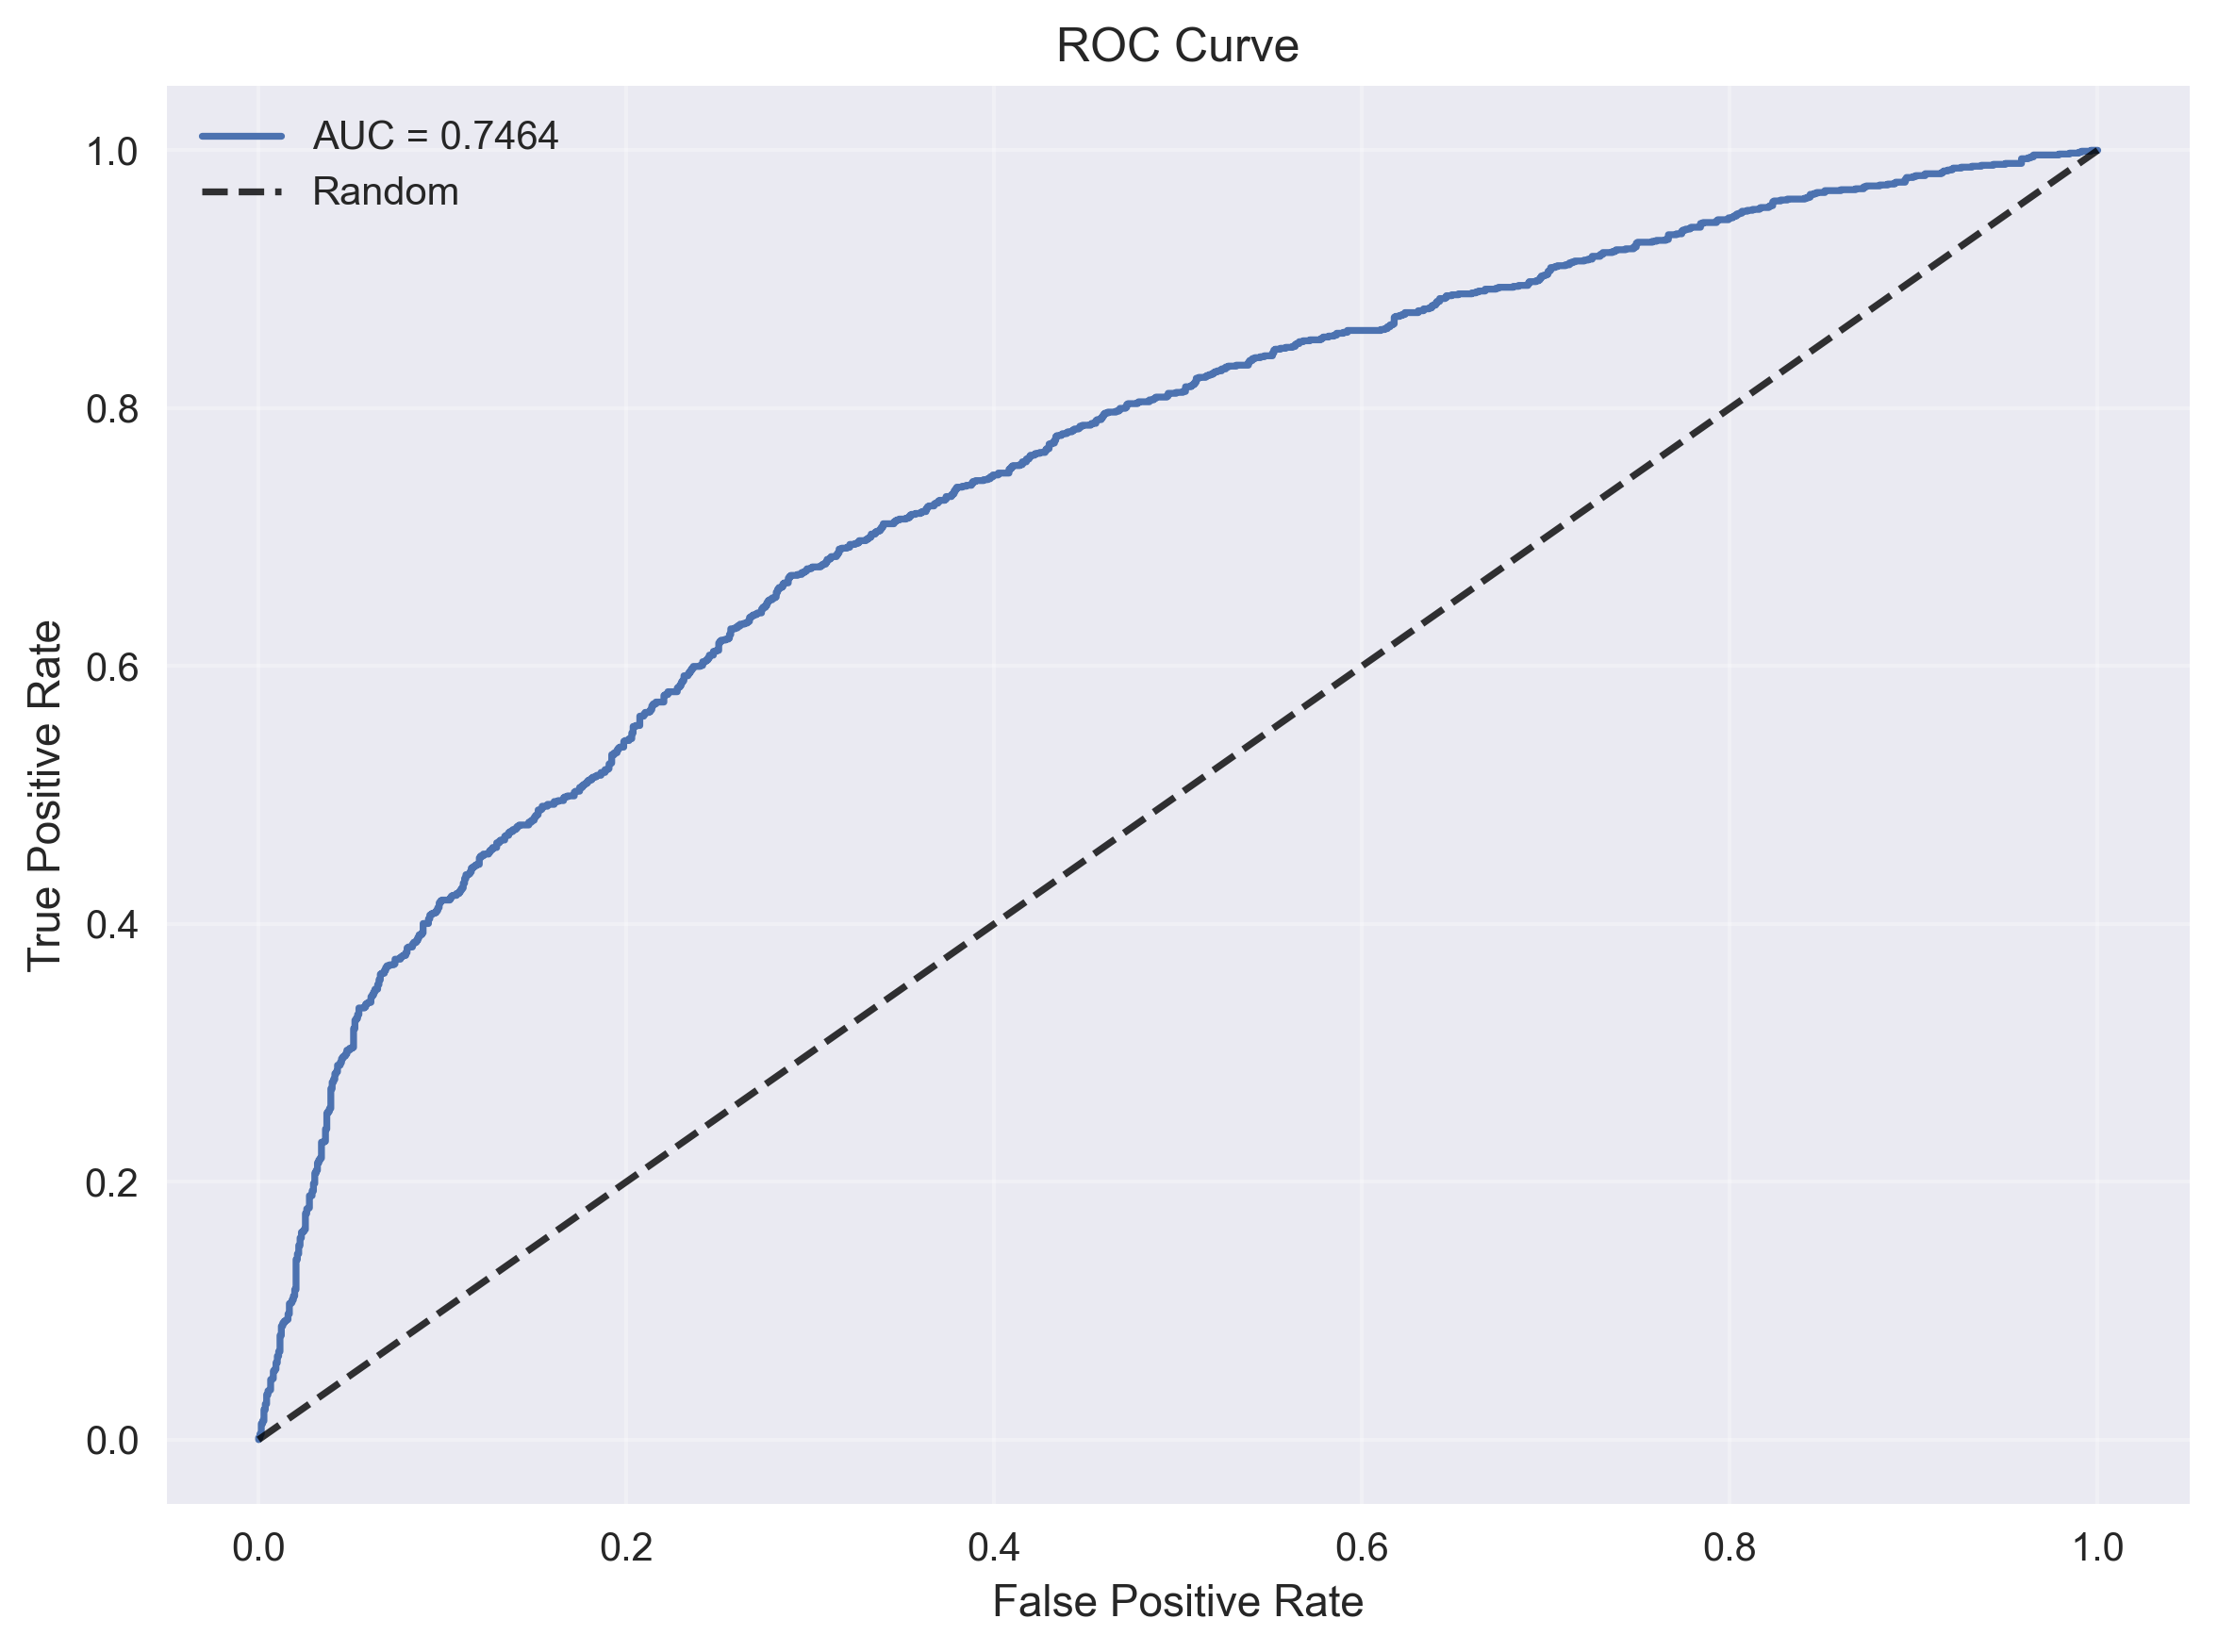 ROC Curve
AUC = 0.7464
Random
1.0
0.8
0.6
0.4
0.2
0.0
True Positive Rate
0.0 0.2 0.4 0.6 0.8 1.0
False Positive Rate